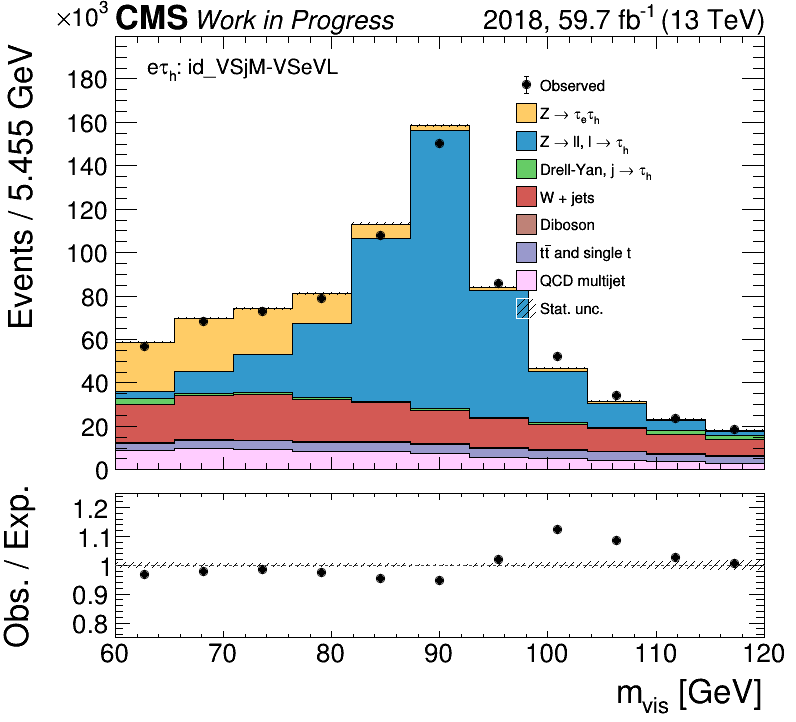 ×10³ CMS Work in Progress 2018, 59.7 fb⁻¹ (13 TeV)
eτₕ: id_VSjM-VSeVL
Events / 5.455 GeV
180
160
140
120
100
80
60
40
20
0
Observed
Z → τₑτₕ
Z → ll, l → τₕ
Drell-Yan, j → τₕ
W + jets
Diboson
tt̄ and single t
QCD multijet
Stat. unc.
Obs. / Exp.
1.2
1.1
1
0.9
0.8
60 70 80 90 100 110 120
m_vis [GeV]